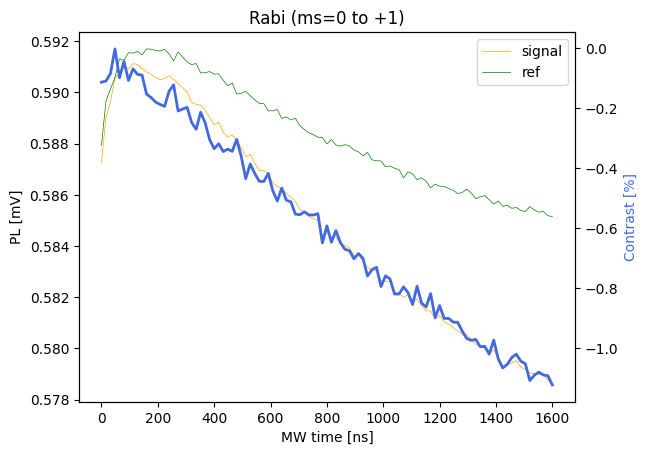 Rabi (ms=0 to +1)
signal
ref
0.592
0.590
0.588
0.586
0.584
0.582
0.580
0.578
PL [mV]
0.0
−0.2
−0.4
−0.6
−0.8
−1.0
Contrast [%]
0 200 400 600 800 1000 1200 1400 1600
MW time [ns]